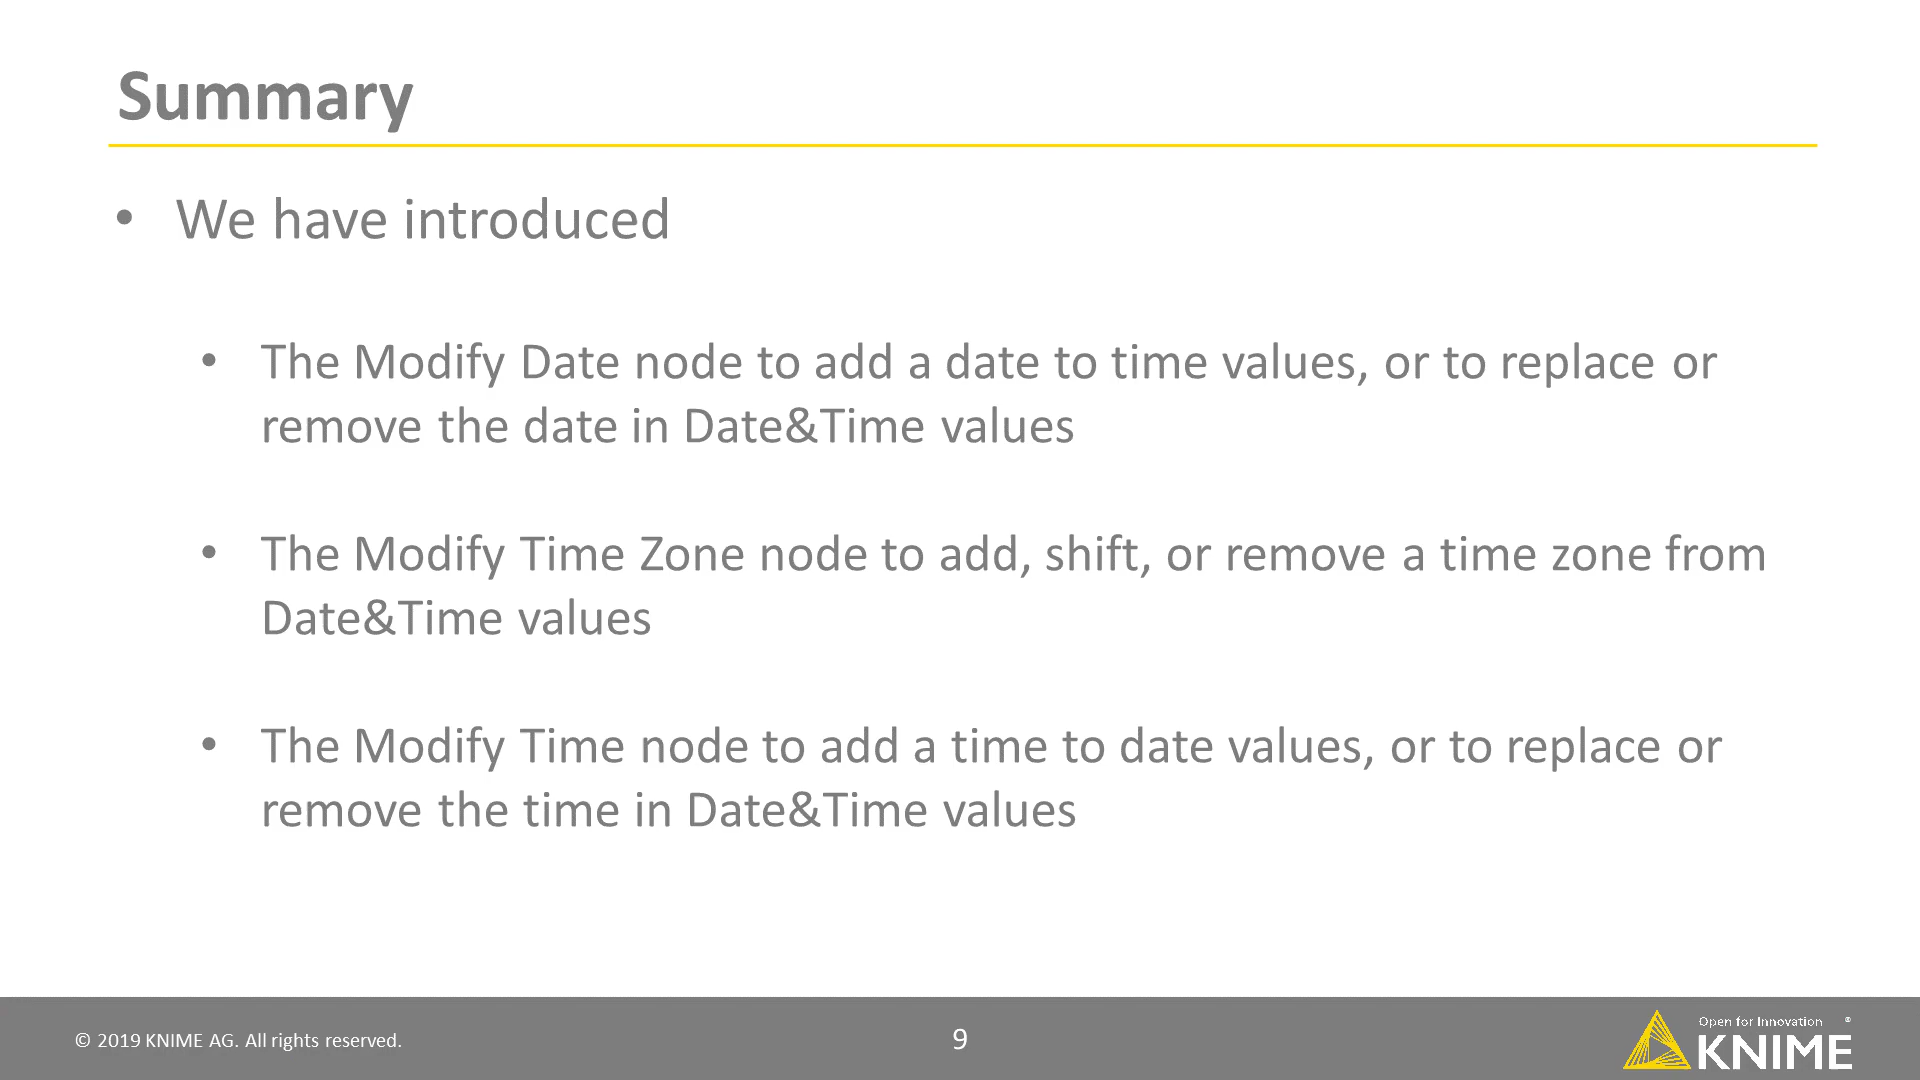 Summary
• We have introduced
• The Modify Date node to add a date to time values, or to replace or
remove the date in Date&Time values
• The Modify Time Zone node to add, shift, or remove a time zone from
Date&Time values
• The Modify Time node to add a time to date values, or to replace or
remove the time in Date&Time values
© 2019 KNIME AG. All rights reserved.
9
Open for Innovation ®
KNIME